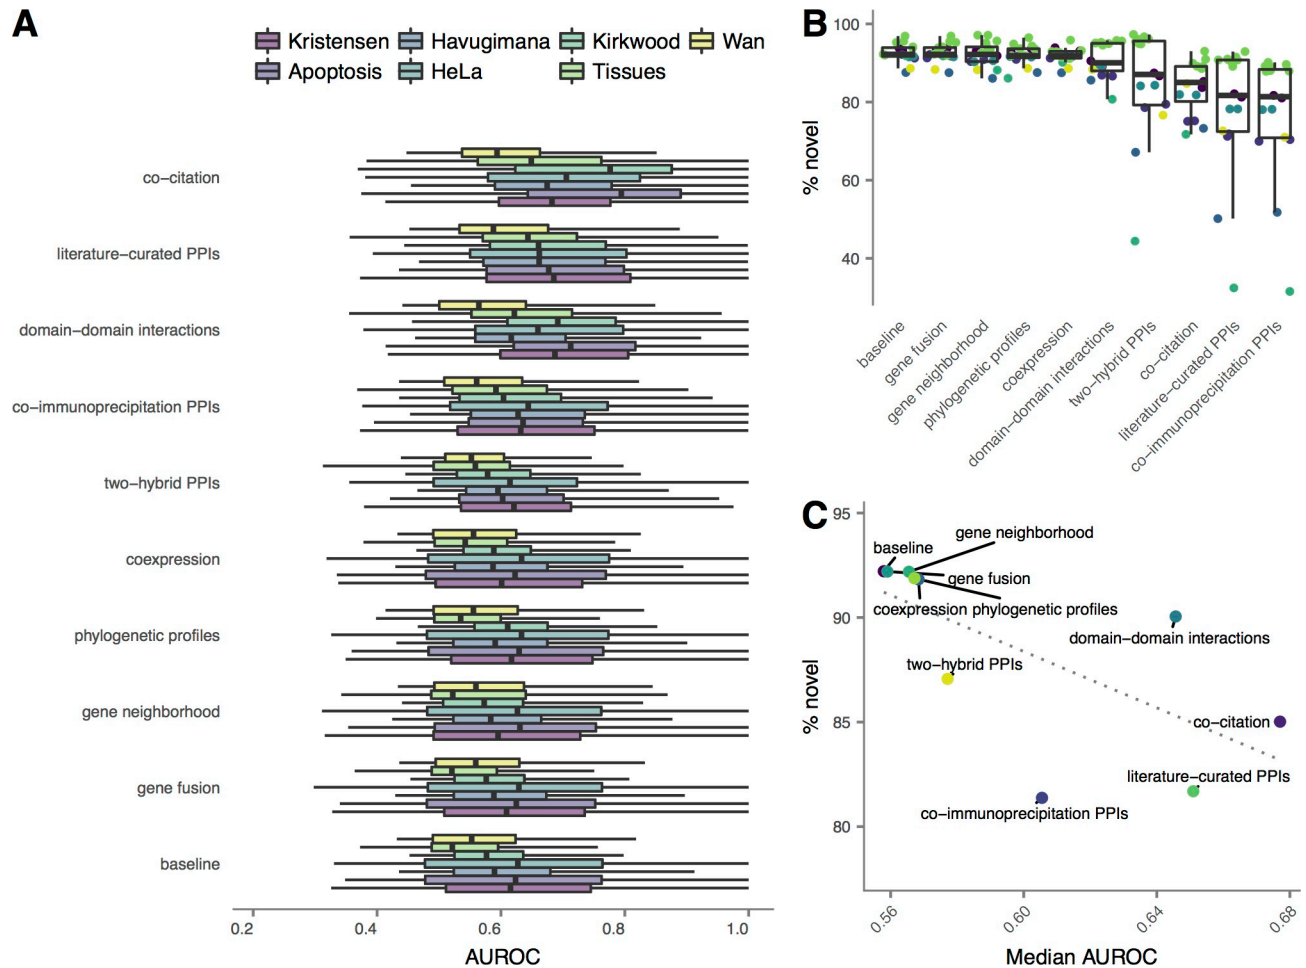 A
Kristensen Havugimana Kirkwood Wan
Apoptosis HeLa Tissues
co−citation
literature−curated PPIs
domain−domain interactions
co−immunoprecipitation PPIs
two−hybrid PPIs
coexpression
phylogenetic profiles
gene neighborhood
gene fusion
baseline
0.2 0.4 0.6 0.8 1.0
AUROC
B
100
80
60
40
% novel
baseline
gene fusion
gene neighborhood
phylogenetic profiles
coexpression
domain−domain interactions
two−hybrid PPIs
co−citation
literature−curated PPIs
co−immunoprecipitation PPIs
C
95
90
85
80
% novel
gene neighborhood
baseline
gene fusion
coexpression phylogenetic profiles
domain−domain interactions
two−hybrid PPIs
co−citation
literature−curated PPIs
co−immunoprecipitation PPIs
0.56 0.60 0.64 0.68
Median AUROC